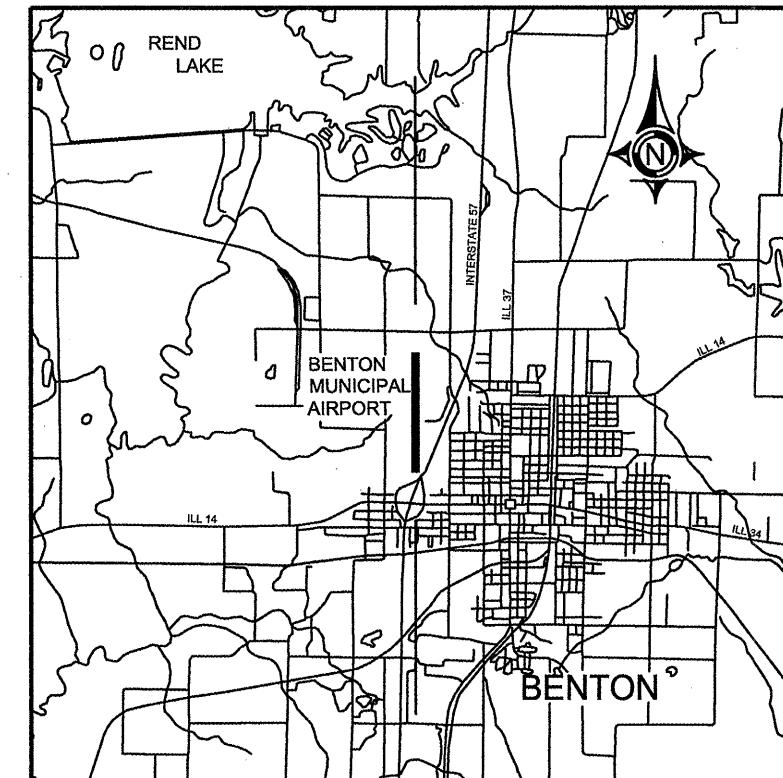 REND
LAKE
N
INTERSTATE 57
ILL 37
ILL 14
BENTON
MUNICIPAL
AIRPORT
ILL 14
ILL 34
BENTON